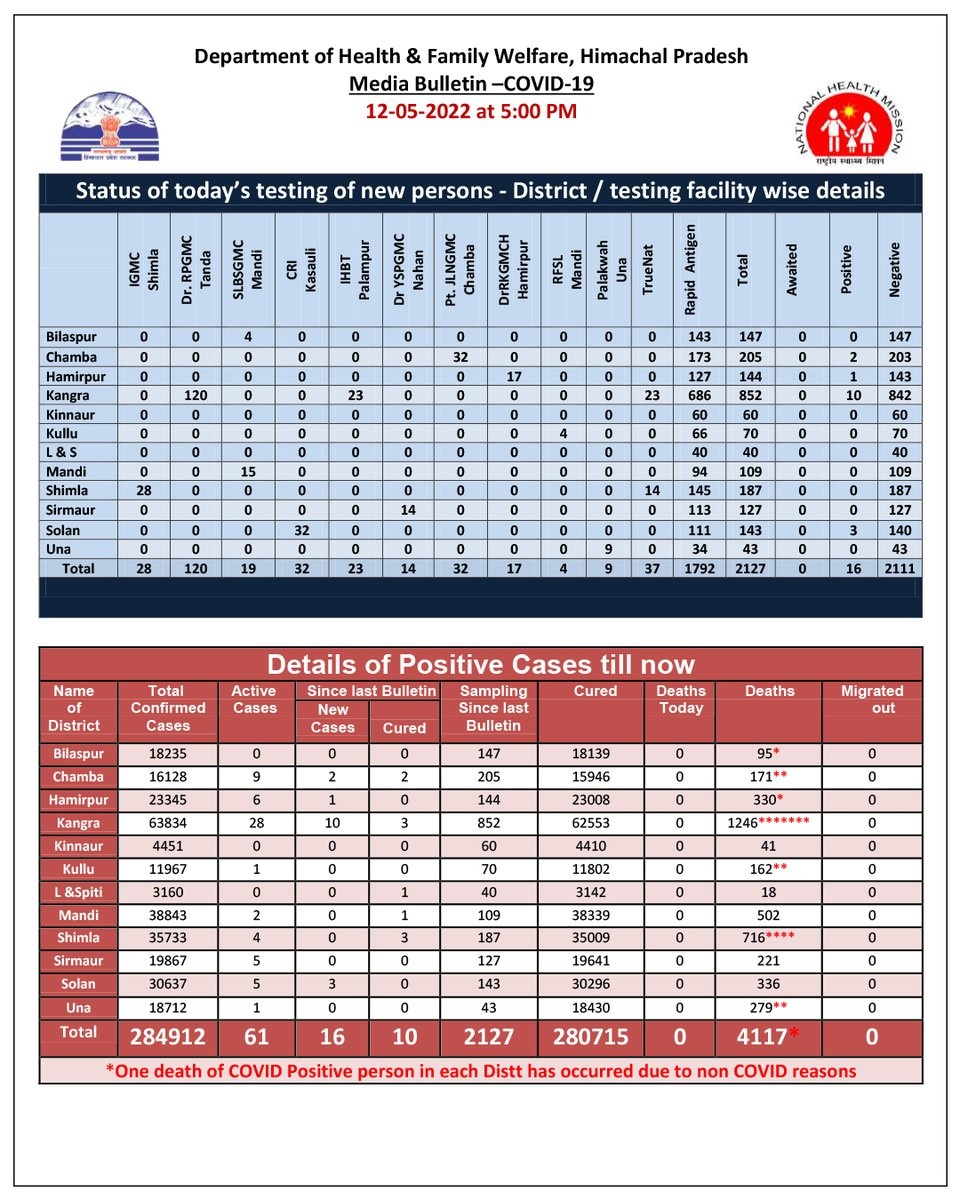 Department of Health & Family Welfare, Himachal Pradesh
Media Bulletin –COVID-19
12-05-2022 at 5:00 PM
NATIONAL HEALTH MISSION
राष्ट्रीय स्वास्थ्य मिशन
Status of today’s testing of new persons - District / testing facility wise details
IGMC Shimla Dr. RPGMC Tanda SLBSGMC Mandi CRI Kasauli IHBT Palampur Dr YSPGMC Nahan Pt. JLNGMC Chamba DrRKGMCH Hamirpur RFSL Mandi Palakwah Una TrueNat Rapid Antigen Total Awaited Positive Negative
Bilaspur 0 0 4 0 0 0 0 0 0 0 0 143 147 0 0 147
Chamba 0 0 0 0 0 0 32 0 0 0 0 173 205 0 2 203
Hamirpur 0 0 0 0 0 0 0 17 0 0 0 127 144 0 1 143
Kangra 0 120 0 0 23 0 0 0 0 0 23 686 852 0 10 842
Kinnaur 0 0 0 0 0 0 0 0 0 0 0 60 60 0 0 60
Kullu 0 0 0 0 0 0 0 0 4 0 0 66 70 0 0 70
L & S 0 0 0 0 0 0 0 0 0 0 0 40 40 0 0 40
Mandi 0 0 15 0 0 0 0 0 0 0 0 94 109 0 0 109
Shimla 28 0 0 0 0 0 0 0 0 0 14 145 187 0 0 187
Sirmaur 0 0 0 0 0 14 0 0 0 0 0 113 127 0 0 127
Solan 0 0 0 32 0 0 0 0 0 0 0 111 143 0 3 140
Una 0 0 0 0 0 0 0 0 0 9 0 34 43 0 0 43
Total 28 120 19 32 23 14 32 17 4 9 37 1792 2127 0 16 2111
Details of Positive Cases till now
Name of District Total Confirmed Cases Active Cases Since last Bulletin New Cases Cured Sampling Since last Bulletin Cured Deaths Today Deaths Migrated out
Bilaspur 18235 0 0 0 147 18139 0 95* 0
Chamba 16128 9 2 2 205 15946 0 171** 0
Hamirpur 23345 6 1 0 144 23008 0 330* 0
Kangra 63834 28 10 3 852 62553 0 1246******* 0
Kinnaur 4451 0 0 0 60 4410 0 41 0
Kullu 11967 1 0 0 70 11802 0 162** 0
L &Spiti 3160 0 0 1 40 3142 0 18 0
Mandi 38843 2 0 1 109 38339 0 502 0
Shimla 35733 4 0 3 187 35009 0 716**** 0
Sirmaur 19867 5 0 0 127 19641 0 221 0
Solan 30637 5 3 0 143 30296 0 336 0
Una 18712 1 0 0 43 18430 0 279** 0
Total 284912 61 16 10 2127 280715 0 4117* 0
*One death of COVID Positive person in each Distt has occurred due to non COVID reasons